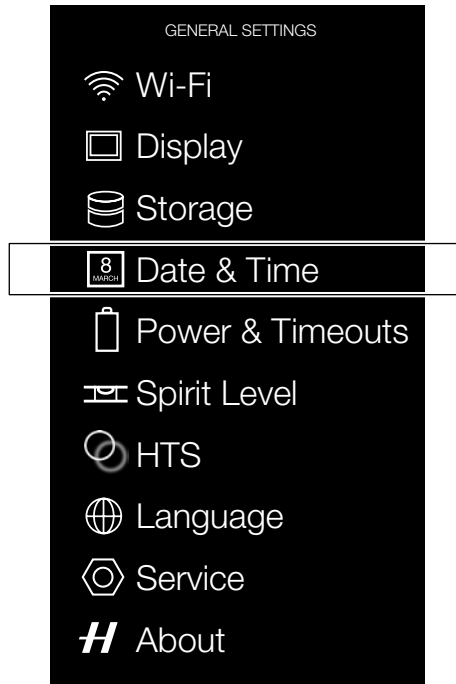 GENERAL SETTINGS
Wi-Fi
Display
Storage
8
MARCH
Date & Time
Power & Timeouts
Spirit Level
HTS
Language
Service
H About